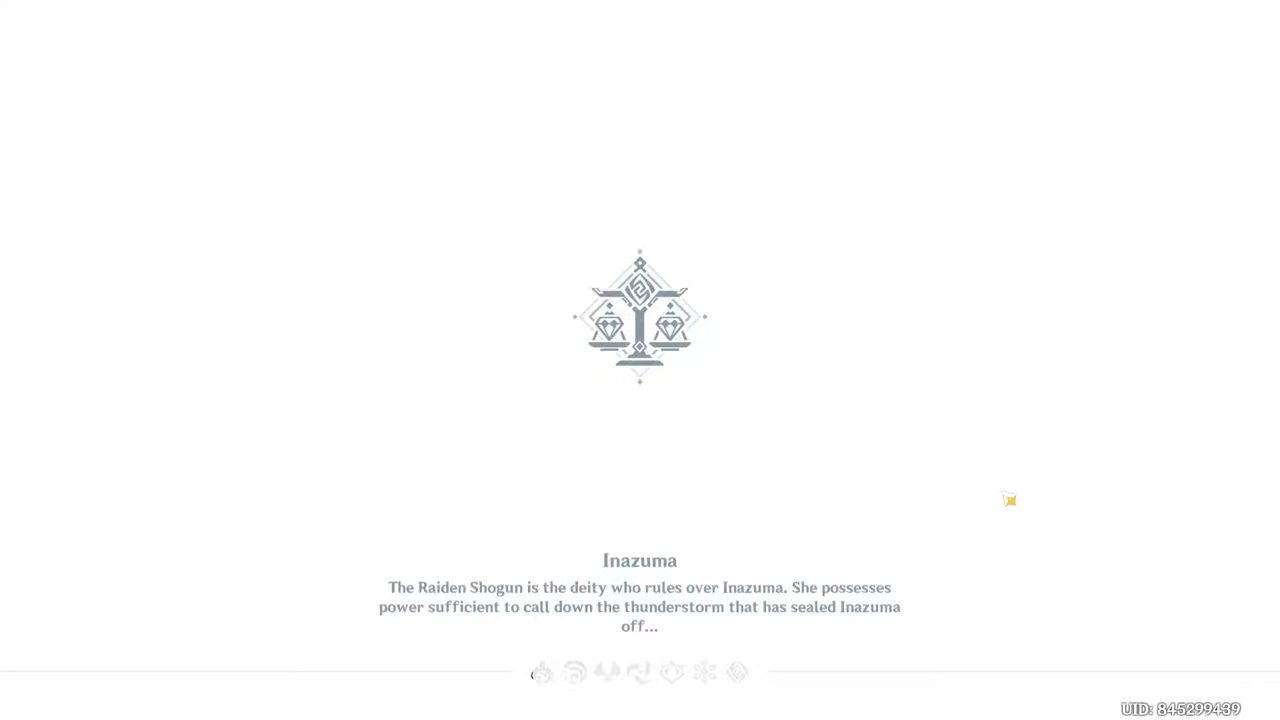 Inazuma
The Raiden Shogun is the deity who rules over Inazuma. She possesses
power sufficient to call down the thunderstorm that has sealed Inazuma
off...
UID: 845299439